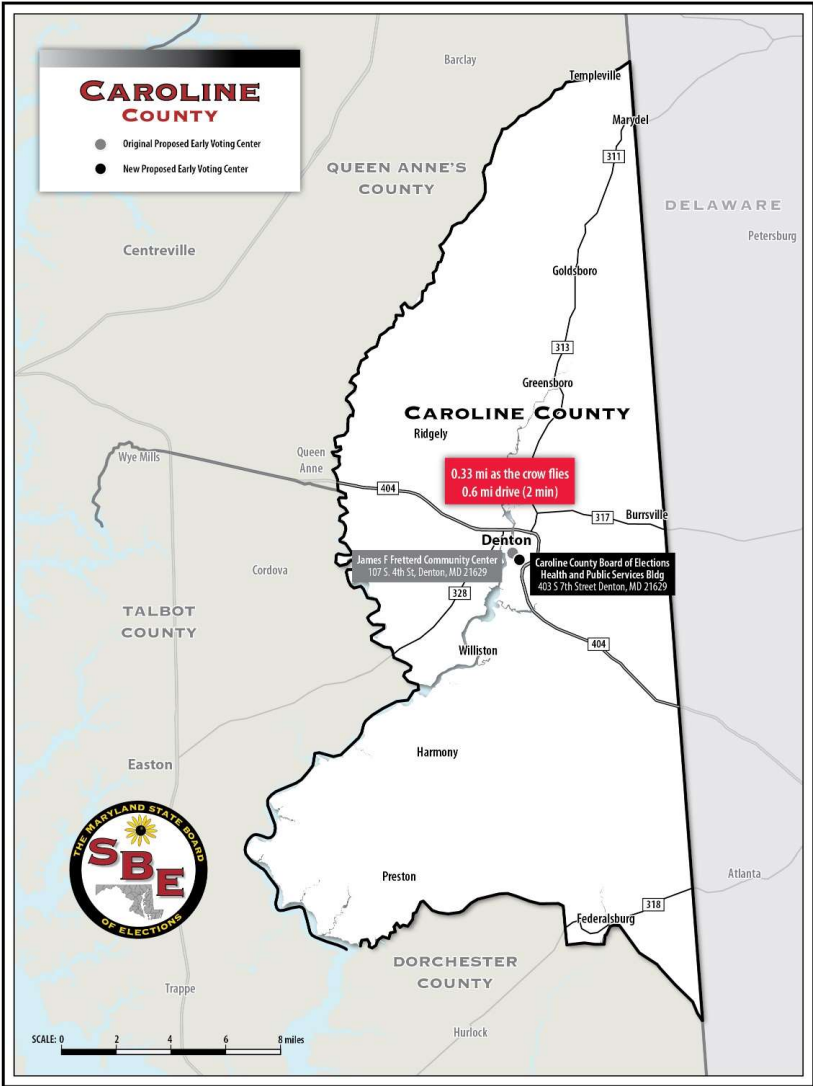 CAROLINE
COUNTY
Original Proposed Early Voting Center
New Proposed Early Voting Center
Barclay
Templeville
Marydel
311
QUEEN ANNE'S
COUNTY
DELAWARE
Petersburg
Centreville
Goldsboro
313
Greensboro
CAROLINE COUNTY
Ridgely
Wye Mills
Queen
Anne
0.33 mi as the crow flies
0.6 mi drive (2 min)
404
317
Burrsville
Denton
James F Fretterd Community Center
107 S. 4th St, Denton, MD 21629
Caroline County Board of Elections
Health and Public Services Bldg
403 S 7th Street Denton, MD 21629
Cordova
328
TALBOT
COUNTY
404
Williston
Harmony
Easton
THE MARYLAND STATE BOARD
SBE
OF ELECTIONS
Preston
Atlanta
318
Federalsburg
DORCHESTER
COUNTY
Trappe
Hurlock
SCALE: 0 2 4 6 8 miles